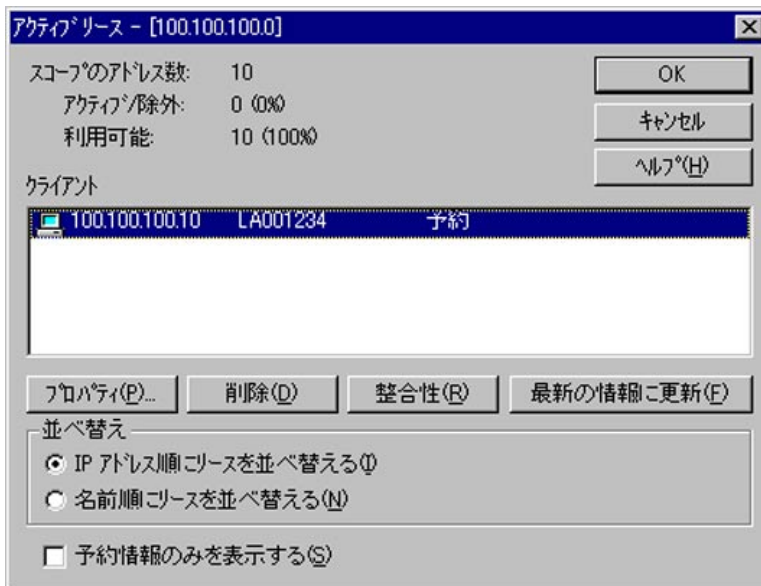 アクティブ リース - [100.100.100.0]
スコープのアドレス数: 10
アクティブ/除外: 0 (0%)
利用可能: 10 (100%)
OK
キャンセル
ヘルプ(H)
クライアント
100.100.100.10 LA001234 予約
プロパティ(P)...
削除(D)
整合性(R)
最新の情報に更新(F)
並べ替え
IP アドレス順にリースを並べ替える(I)
名前順にリースを並べ替える(N)
予約情報のみを表示する(S)